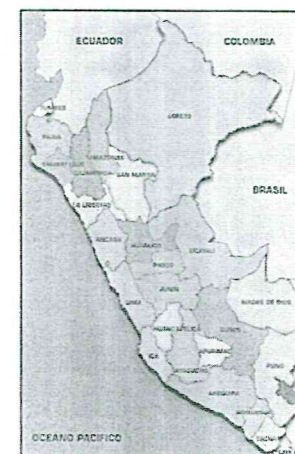 ECUADOR
COLOMBIA
TUMBES
PIURA
LORETO
AMAZONAS
LAMBAYEQUE
CAJAMARCA
SAN MARTIN
BRASIL
LA LIBERTAD
ANCASH
HUANUCO
UCAYALI
PASCO
JUNIN
LIMA
MADRE DE DIOS
HUANCAVELICA
CUSCO
APURIMAC
ICA
AYACUCHO
PUNO
AREQUIPA
MOQUEGUA
TACNA
OCEANO PACIFICO